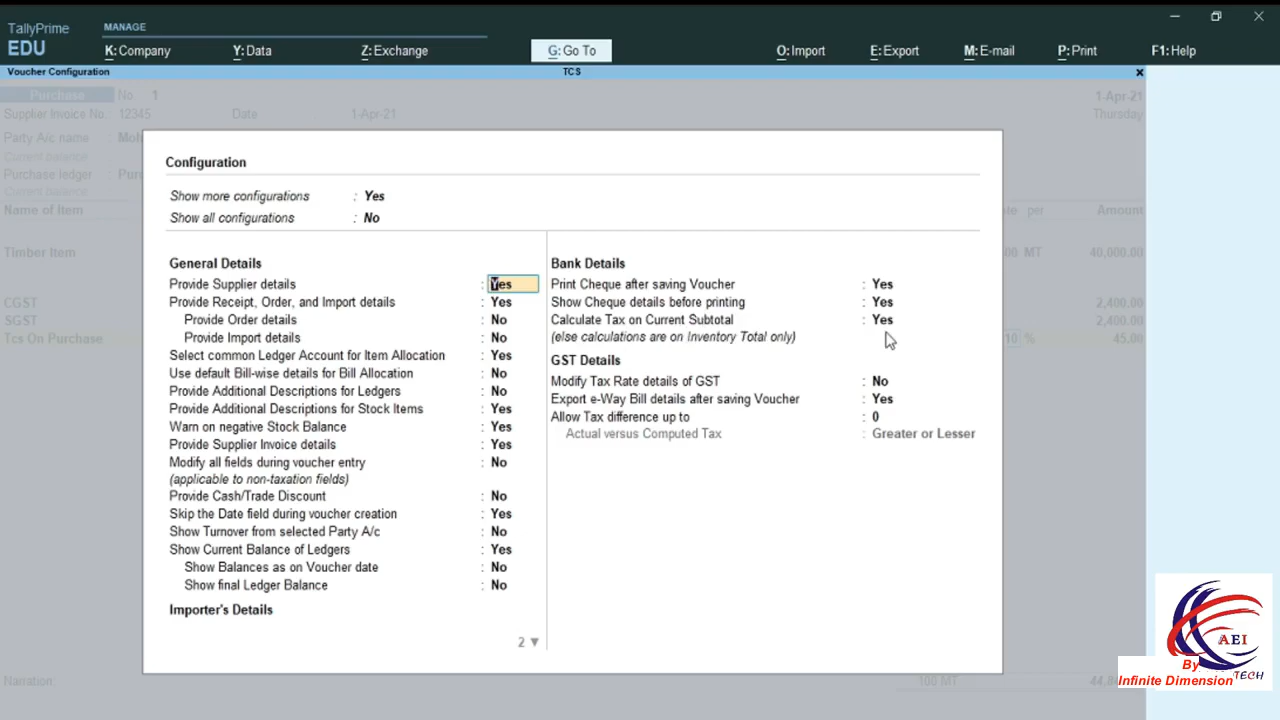 TallyPrime
EDU
MANAGE
K: Company
Y: Data
Z: Exchange
G: Go To
O: Import
E: Export
M: E-mail
P: Print
F1: Help
Voucher Configuration
TCS
Purchase No 1
1-Apr-21
Supplier Invoice No. 12345 Date 1-Apr-21
Thursday
Party A/c name :
Current balance
Purchase ledger :
Current balance
Name of Item
per Amount
Timber Item
MT 40,000.00
CGST
2,400.00
SGST
2,400.00
Tcs On Purchase
% 45.00
Narration:
100 MT
Configuration
Show more configurations : Yes
Show all configurations : No
General Details
Provide Supplier details : Yes
Provide Receipt, Order, and Import details : Yes
Provide Order details : No
Provide Import details : No
Select common Ledger Account for Item Allocation : Yes
Use default Bill-wise details for Bill Allocation : No
Provide Additional Descriptions for Ledgers : No
Provide Additional Descriptions for Stock Items : Yes
Warn on negative Stock Balance : Yes
Provide Supplier Invoice details : Yes
Modify all fields during voucher entry : No
(applicable to non-taxation fields)
Provide Cash/Trade Discount : No
Skip the Date field during voucher creation : Yes
Show Turnover from selected Party A/c : No
Show Current Balance of Ledgers : Yes
Show Balances as on Voucher date : No
Show final Ledger Balance : No
Importer's Details
2 ▼
Bank Details
Print Cheque after saving Voucher : Yes
Show Cheque details before printing : Yes
Calculate Tax on Current Subtotal : Yes
(else calculations are on Inventory Total only)
GST Details
Modify Tax Rate details of GST : No
Export e-Way Bill details after saving Voucher : Yes
Allow Tax difference up to : 0
Actual versus Computed Tax : Greater or Lesser
AEI
TECH
By
Infinite Dimension